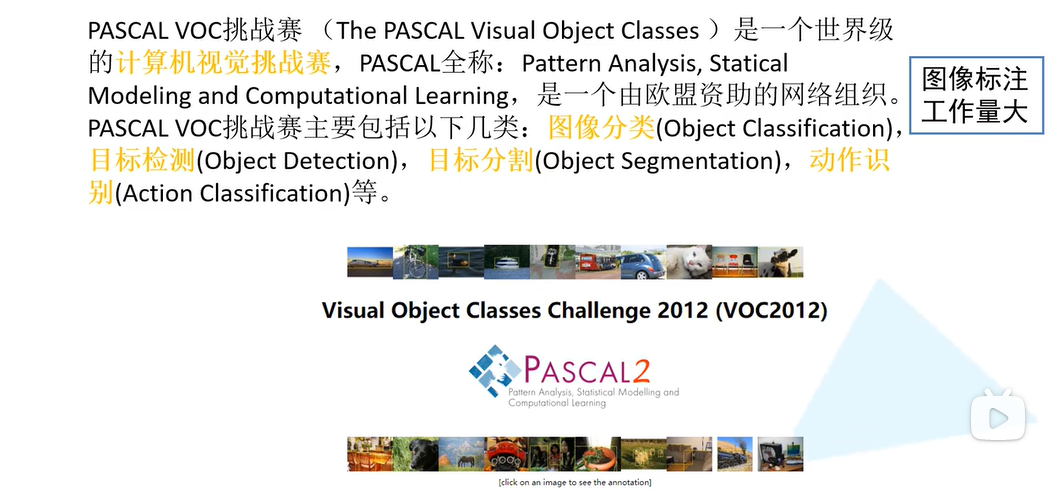 PASCAL VOC挑战赛 （The PASCAL Visual Object Classes ）是一个世界级
的计算机视觉挑战赛，PASCAL全称：Pattern Analysis, Statical
Modeling and Computational Learning，是一个由欧盟资助的网络组织。
PASCAL VOC挑战赛主要包括以下几类：图像分类(Object Classification)，
目标检测(Object Detection)，目标分割(Object Segmentation)，动作识
别(Action Classification)等。
图像标注
工作量大
Visual Object Classes Challenge 2012 (VOC2012)
PASCAL2
Pattern Analysis, Statistical Modelling and
Computational Learning
[click on an image to see the annotation]